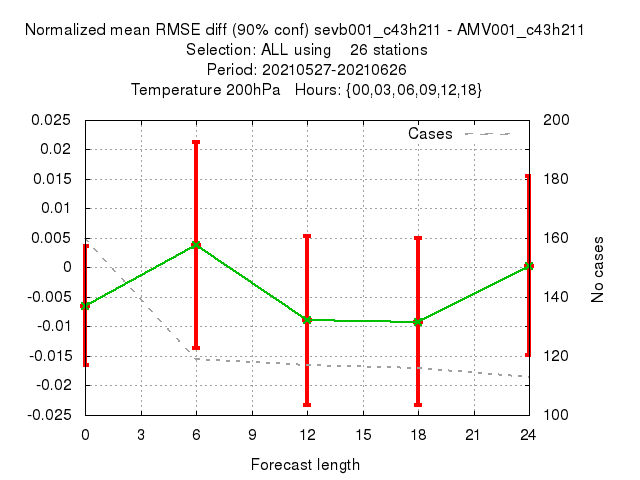 Normalized mean RMSE diff (90% conf) sevb001_c43h211 - AMV001_c43h211
Selection: ALL using    26 stations
Period: 20210527-20210626
Temperature 200hPa   Hours: {00,03,06,09,12,18}
0.025
0.02
0.015
0.01
0.005
0
-0.005
-0.01
-0.015
-0.02
-0.025
Cases
200
180
160
140
120
100
No cases
0 3 6 9 12 15 18 21 24
Forecast length